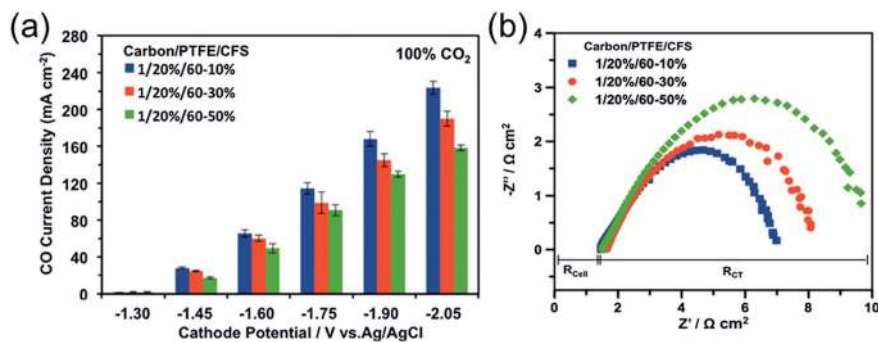 (a)
CO Current Density (mA cm⁻²)
280
240
200
160
120
80
40
0
Carbon/PTFE/CFS
100% CO₂
1/20%/60-10%
1/20%/60-30%
1/20%/60-50%
-1.30 -1.45 -1.60 -1.75 -1.90 -2.05
Cathode Potential / V vs.Ag/AgCl
(b)
-Z'' / Ω cm²
4
3
2
1
0
Carbon/PTFE/CFS
1/20%/60-10%
1/20%/60-30%
1/20%/60-50%
R_Cell
R_CT
0 2 4 6 8 10
Z' / Ω cm²